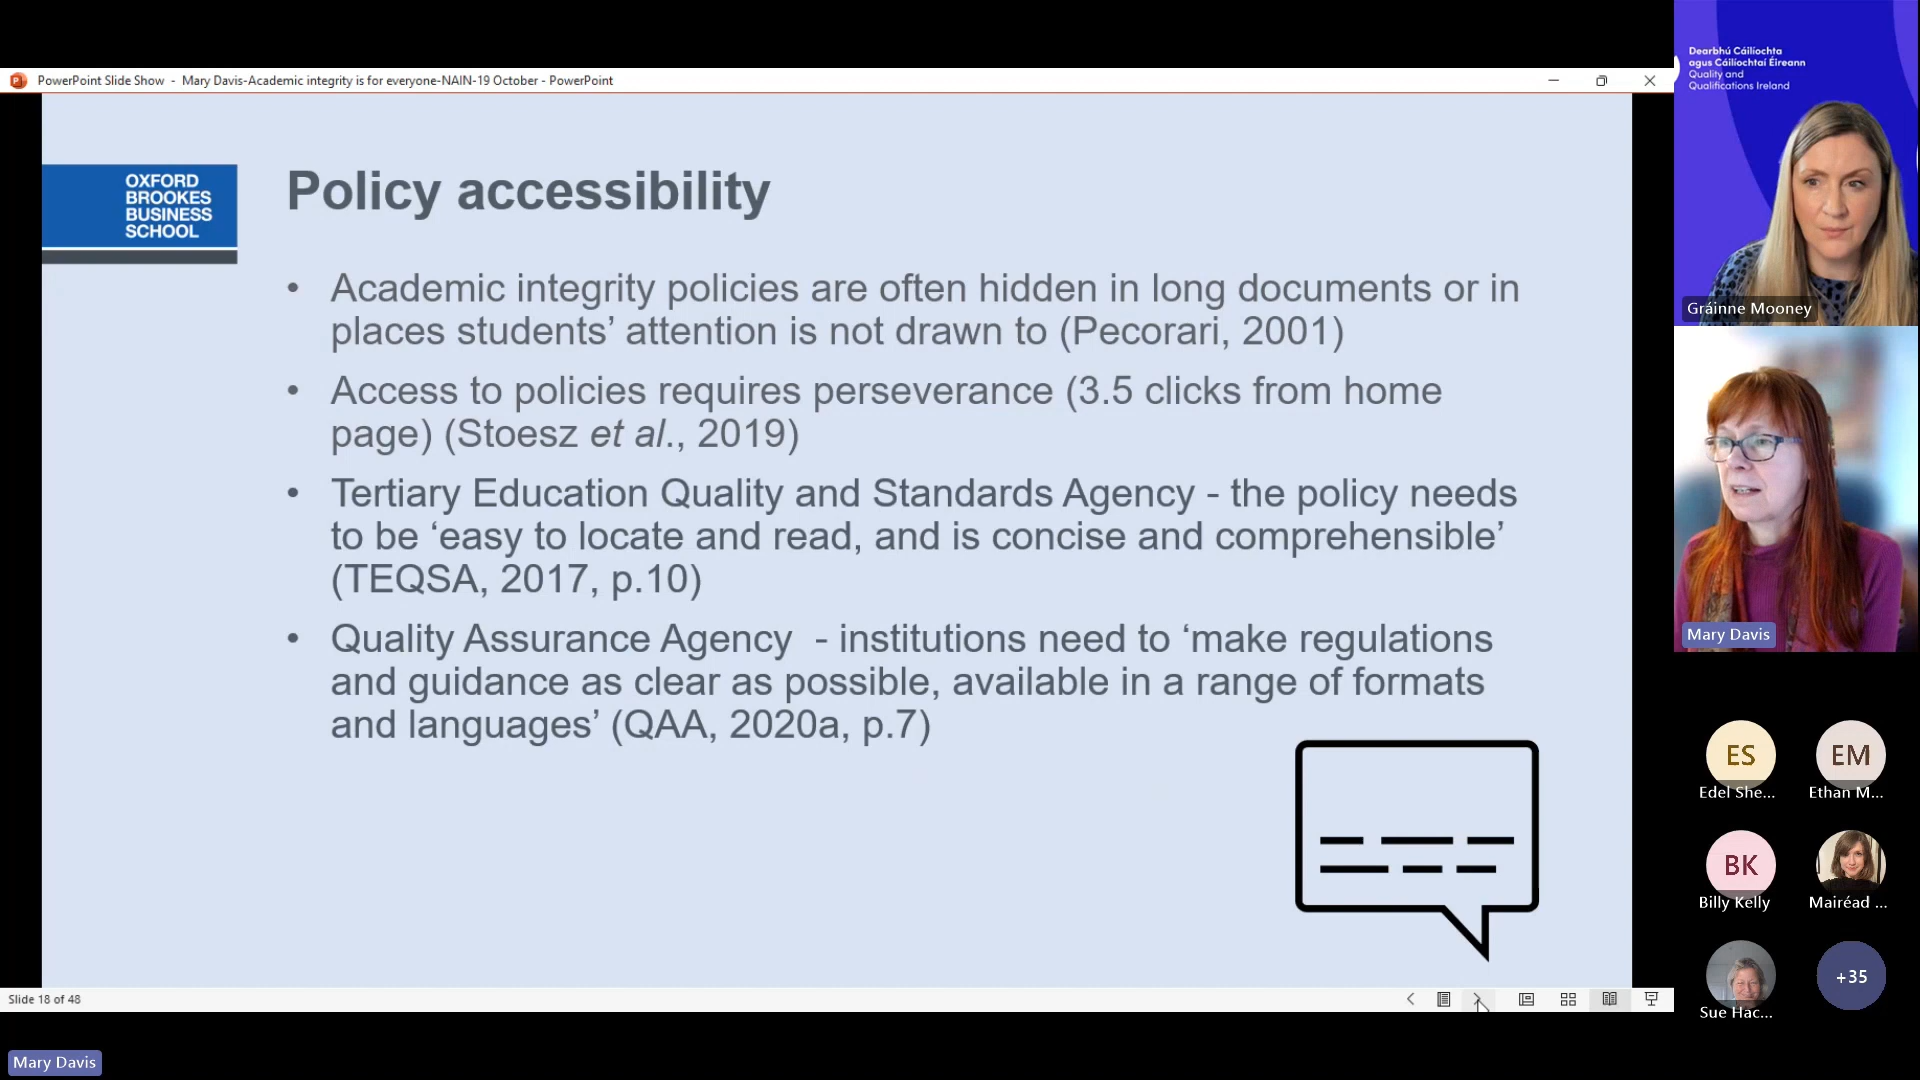 PowerPoint Slide Show - Mary Davis-Academic integrity is for everyone-NAIN-19 October - PowerPoint
OXFORD
BROOKES
BUSINESS
SCHOOL
Policy accessibility
• Academic integrity policies are often hidden in long documents or in
places students’ attention is not drawn to (Pecorari, 2001)
• Access to policies requires perseverance (3.5 clicks from home
page) (Stoesz et al., 2019)
• Tertiary Education Quality and Standards Agency - the policy needs
to be ‘easy to locate and read, and is concise and comprehensible’
(TEQSA, 2017, p.10)
• Quality Assurance Agency - institutions need to ‘make regulations
and guidance as clear as possible, available in a range of formats
and languages’ (QAA, 2020a, p.7)
Slide 18 of 48
Mary Davis
Dearbhú Cáilíochta
agus Cáilíochtaí Éireann
Quality and
Qualifications Ireland
Gráinne Mooney
Mary Davis
ES
Edel She...
EM
Ethan M...
BK
Billy Kelly
Mairéad ...
Sue Hac...
+35